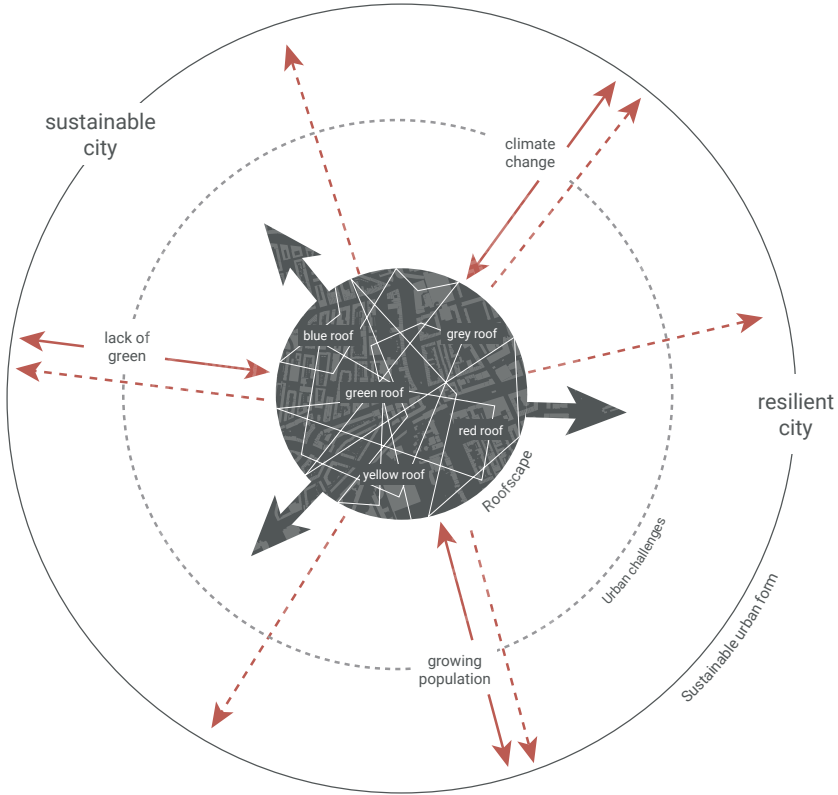 sustainable
city
climate
change
lack of
green
blue roof
grey roof
green roof
red roof
yellow roof
resilient
city
Roofscape
Urban challenges
Sustainable urban form
growing
population